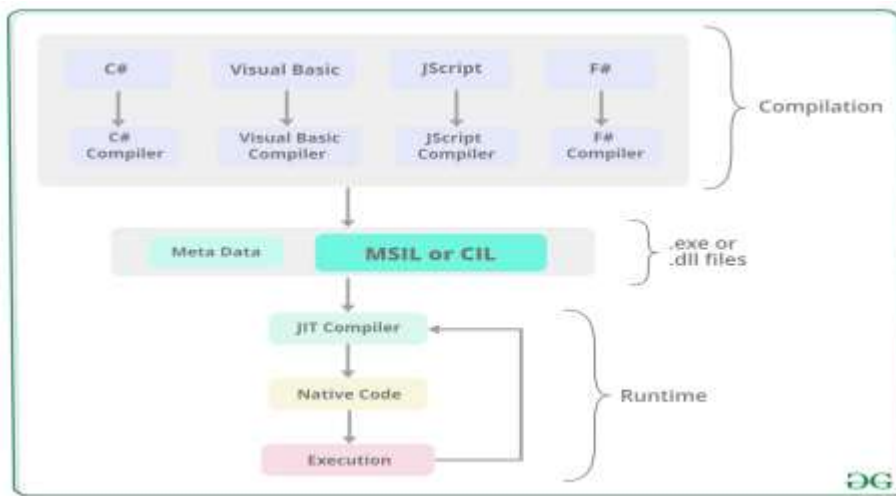 C#
Visual Basic
JScript
F#
C#
Compiler
Visual Basic
Compiler
JScript
Compiler
F#
Compiler
Compilation
Meta Data
MSIL or CIL
.exe or
.dll files
JIT Compiler
Native Code
Execution
Runtime